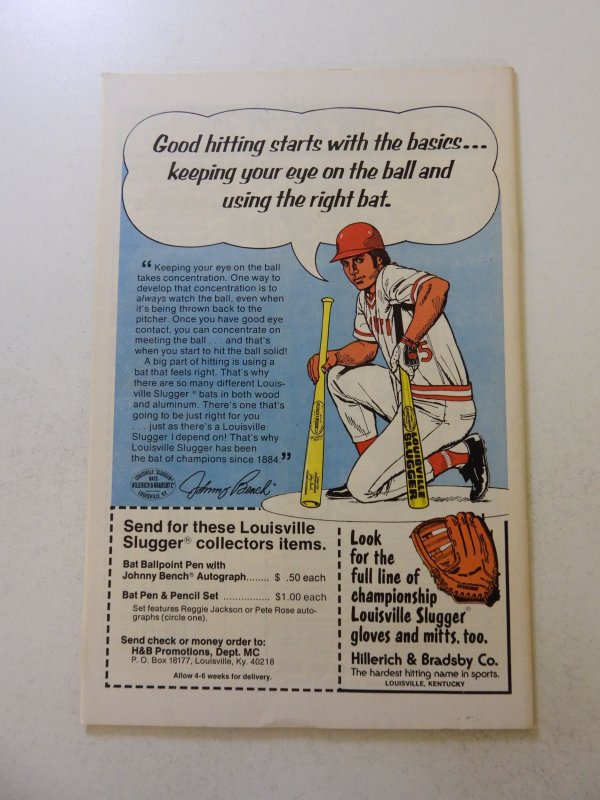 Good hitting starts with the basics...
keeping your eye on the ball and
using the right bat.
“ Keeping your eye on the ball
takes concentration. One way to
develop that concentration is to
always watch the ball, even when
it's being thrown back to the
pitcher. Once you have good eye
contact, you can concentrate on
meeting the ball . . . and that's
when you start to hit the ball solid!
A big part of hitting is using a
bat that feels right. That's why
there are so many different Louis-
ville Slugger® bats in both wood
and aluminum. There's one that's
going to be just right for you
. . . just as there's a Louisville
Slugger I depend on! That's why
Louisville Slugger has been
the bat of champions since 1884.”
LOUISVILLE SLUGGER
BATS
HILLERICH & BRADSBY Co
LOUISVILLE, KY.
Johnny Bench
5
LOUISVILLE
SLUGGER
Send for these Louisville
Slugger® collectors items.
Bat Ballpoint Pen with
Johnny Bench® Autograph........ $ .50 each
Bat Pen & Pencil Set ............... $1.00 each
Set features Reggie Jackson or Pete Rose auto-
graphs (circle one).
Send check or money order to:
H&B Promotions, Dept. MC
P. O. Box 18177, Louisville, Ky. 40218
Allow 4-6 weeks for delivery.
Look
for the
full line of
championship
Louisville Slugger®
gloves and mitts, too.
Hillerich & Bradsby Co.
The hardest hitting name in sports.
LOUISVILLE, KENTUCKY